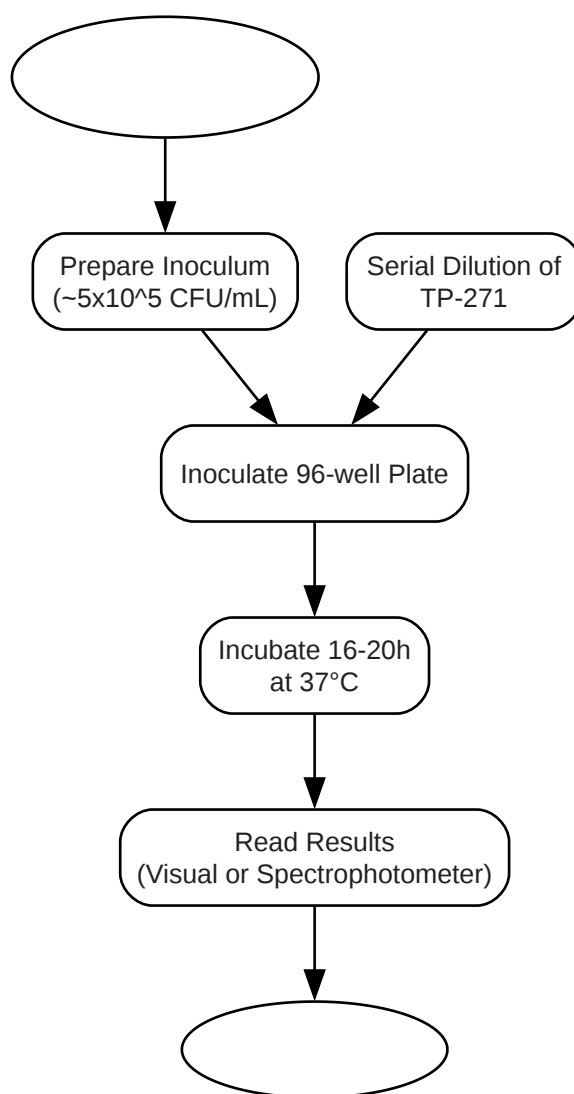 Prepare Inoculum
(~5x10^5 CFU/mL)
Serial Dilution of
TP-271
Inoculate 96-well Plate
Incubate 16-20h
at 37°C
Read Results
(Visual or Spectrophotometer)